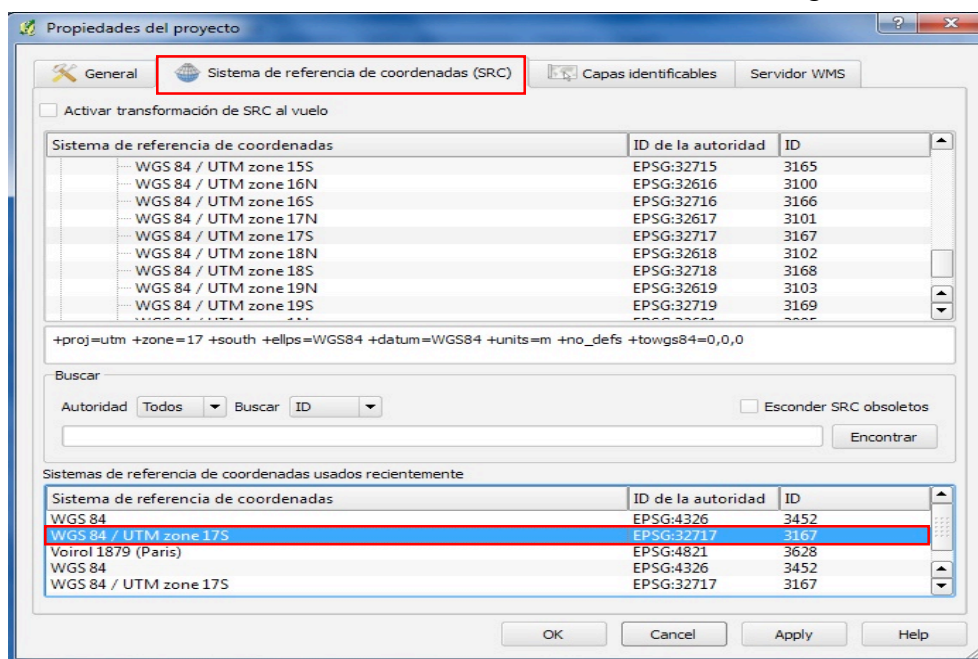 Propiedades del proyecto
General Sistema de referencia de coordenadas (SRC) Capas identificables Servidor WMS
Activar transformación de SRC al vuelo
Sistema de referencia de coordenadas ID de la autoridad ID
WGS 84 / UTM zone 15S EPSG:32715 3165
WGS 84 / UTM zone 16N EPSG:32616 3100
WGS 84 / UTM zone 16S EPSG:32716 3166
WGS 84 / UTM zone 17N EPSG:32617 3101
WGS 84 / UTM zone 17S EPSG:32717 3167
WGS 84 / UTM zone 18N EPSG:32618 3102
WGS 84 / UTM zone 18S EPSG:32718 3168
WGS 84 / UTM zone 19N EPSG:32619 3103
WGS 84 / UTM zone 19S EPSG:32719 3169
+proj=utm +zone=17 +south +ellps=WGS84 +datum=WGS84 +units=m +no_defs +towgs84=0,0,0
Buscar
Autoridad Todos Buscar ID Esconder SRC obsoletos
Encontrar
Sistemas de referencia de coordenadas usados recientemente
Sistema de referencia de coordenadas ID de la autoridad ID
WGS 84 EPSG:4326 3452
WGS 84 / UTM zone 17S EPSG:32717 3167
Voirol 1879 (Paris) EPSG:4821 3628
WGS 84 EPSG:4326 3452
WGS 84 / UTM zone 17S EPSG:32717 3167
OK Cancel Apply Help